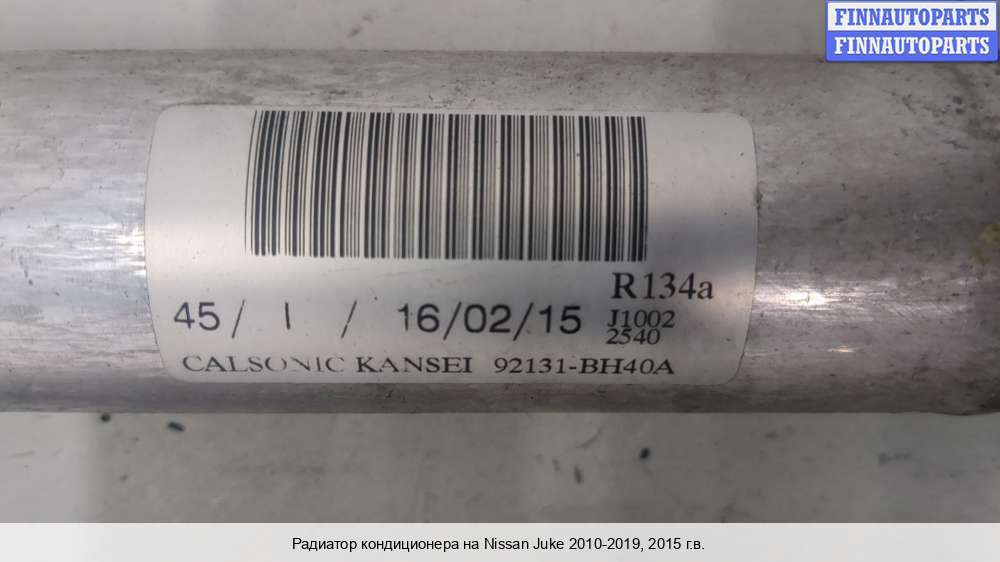 FINNAUTOPARTS
FINNAUTOPARTS
R134a
45 / I / 16/02/15 J1002
2540
CALSONIC KANSEI 92131-BH40A
Радиатор кондиционера на Nissan Juke 2010-2019, 2015 г.в.